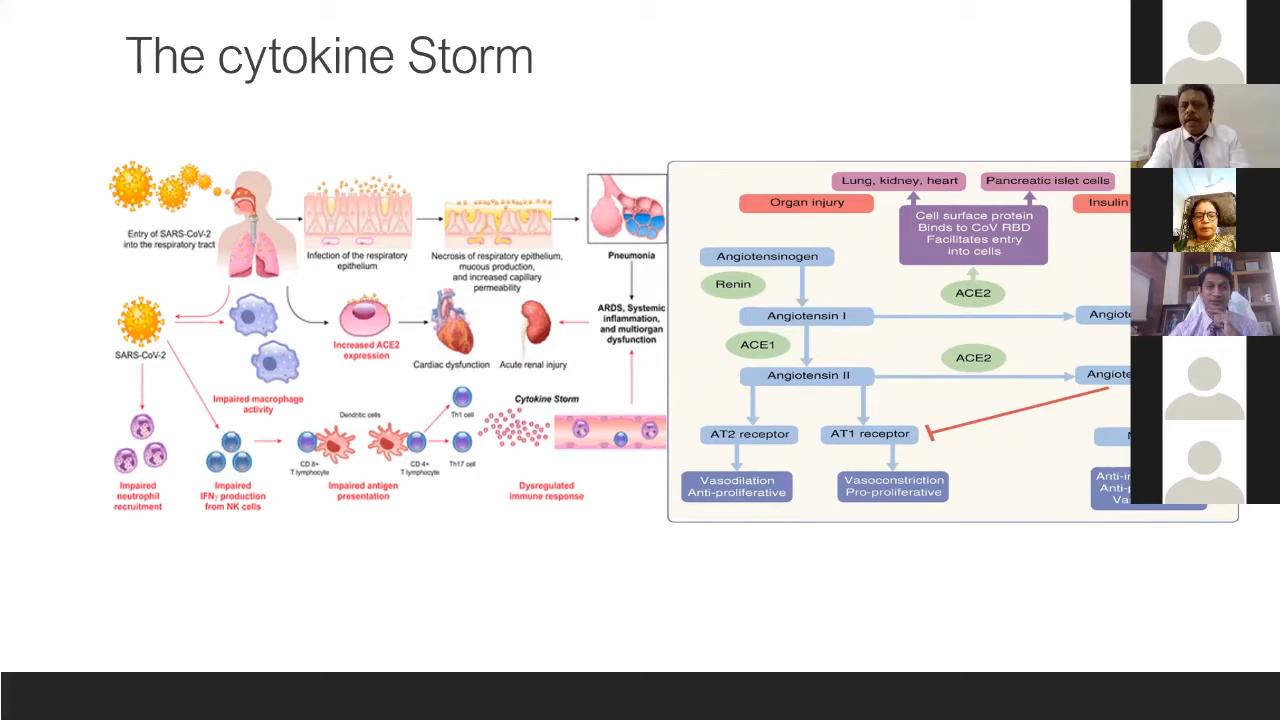 The cytokine Storm
Entry of SARS-CoV-2
into the respiratory tract
Infection of the respiratory
epithelium
Necrosis of respiratory epithelium,
mucous production,
and increased capillary
permeability
Pneumonia
SARS-CoV-2
Impaired macrophage
activity
Increased ACE2
expression
Cardiac dysfunction
Acute renal injury
ARDS, Systemic
inflammation,
and multiorgan
dysfunction
Impaired
neutrophil
recruitment
Impaired
IFNγ production
from NK cells
Dendritic cells
CD 8+
T lymphocyte
CD 4+
T lymphocyte
Impaired antigen
presentation
Th1 cell
Th17 cell
Cytokine Storm
Dysregulated
immune response
Lung, kidney, heart
Pancreatic islet cells
Organ injury
Insulin
Cell surface protein
Binds to CoV RBD
Facilitates entry
into cells
Angiotensinogen
Renin
ACE2
Angiotensin I
Angiote
ACE1
ACE2
Angiotensin II
Angiote
AT2 receptor
AT1 receptor
Vasodilation
Anti-proliferative
Vasoconstriction
Pro-proliferative
Anti-i
Anti-p
Va